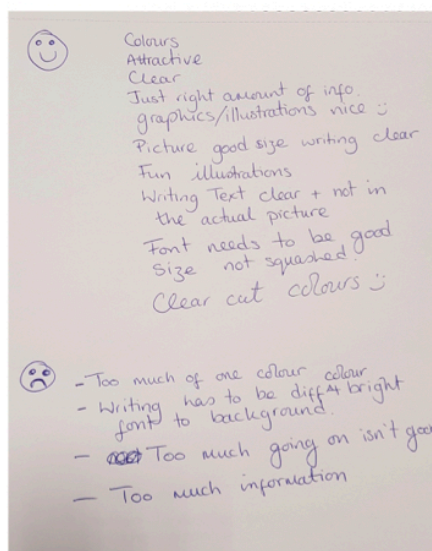 Colours
Attractive
Clear
Just right amount of info.
graphics/illustrations nice ü
Picture good size writing clear
Fun illustrations
Writing Text clear + not in
the actual picture
Font needs to be good
size not squashed.
Clear cut colours ü
- Too much of one colour colour
- Writing has to be diff⁴⁺ bright
font to background.
- Too much going on isn't good
- Too much information